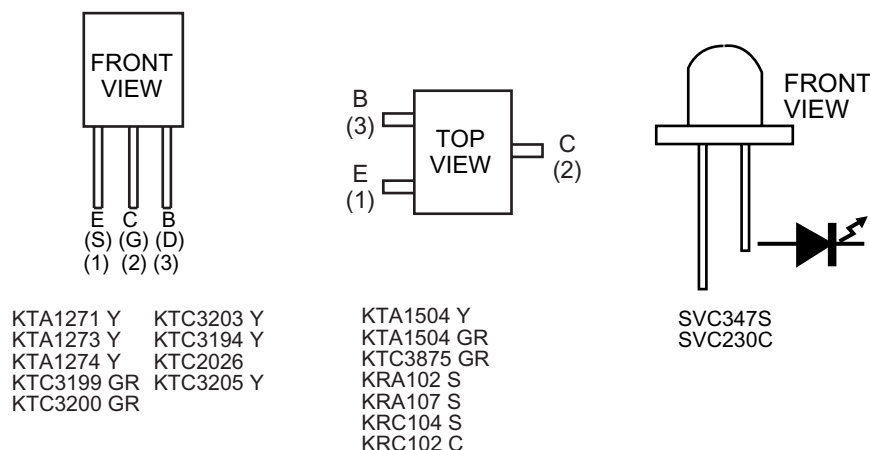 FRONT
VIEW
E C B
(S) (G) (D)
(1) (2) (3)
KTA1271 Y KTC3203 Y
KTA1273 Y KTC3194 Y
KTA1274 Y KTC2026
KTC3199 GR KTC3205 Y
KTC3200 GR
B
(3)
TOP
VIEW
E
(1)
C
(2)
KTA1504 Y
KTA1504 GR
KTC3875 GR
KRA102 S
KRA107 S
KRC104 S
KRC102 C
FRONT
VIEW
SVC347S
SVC230C